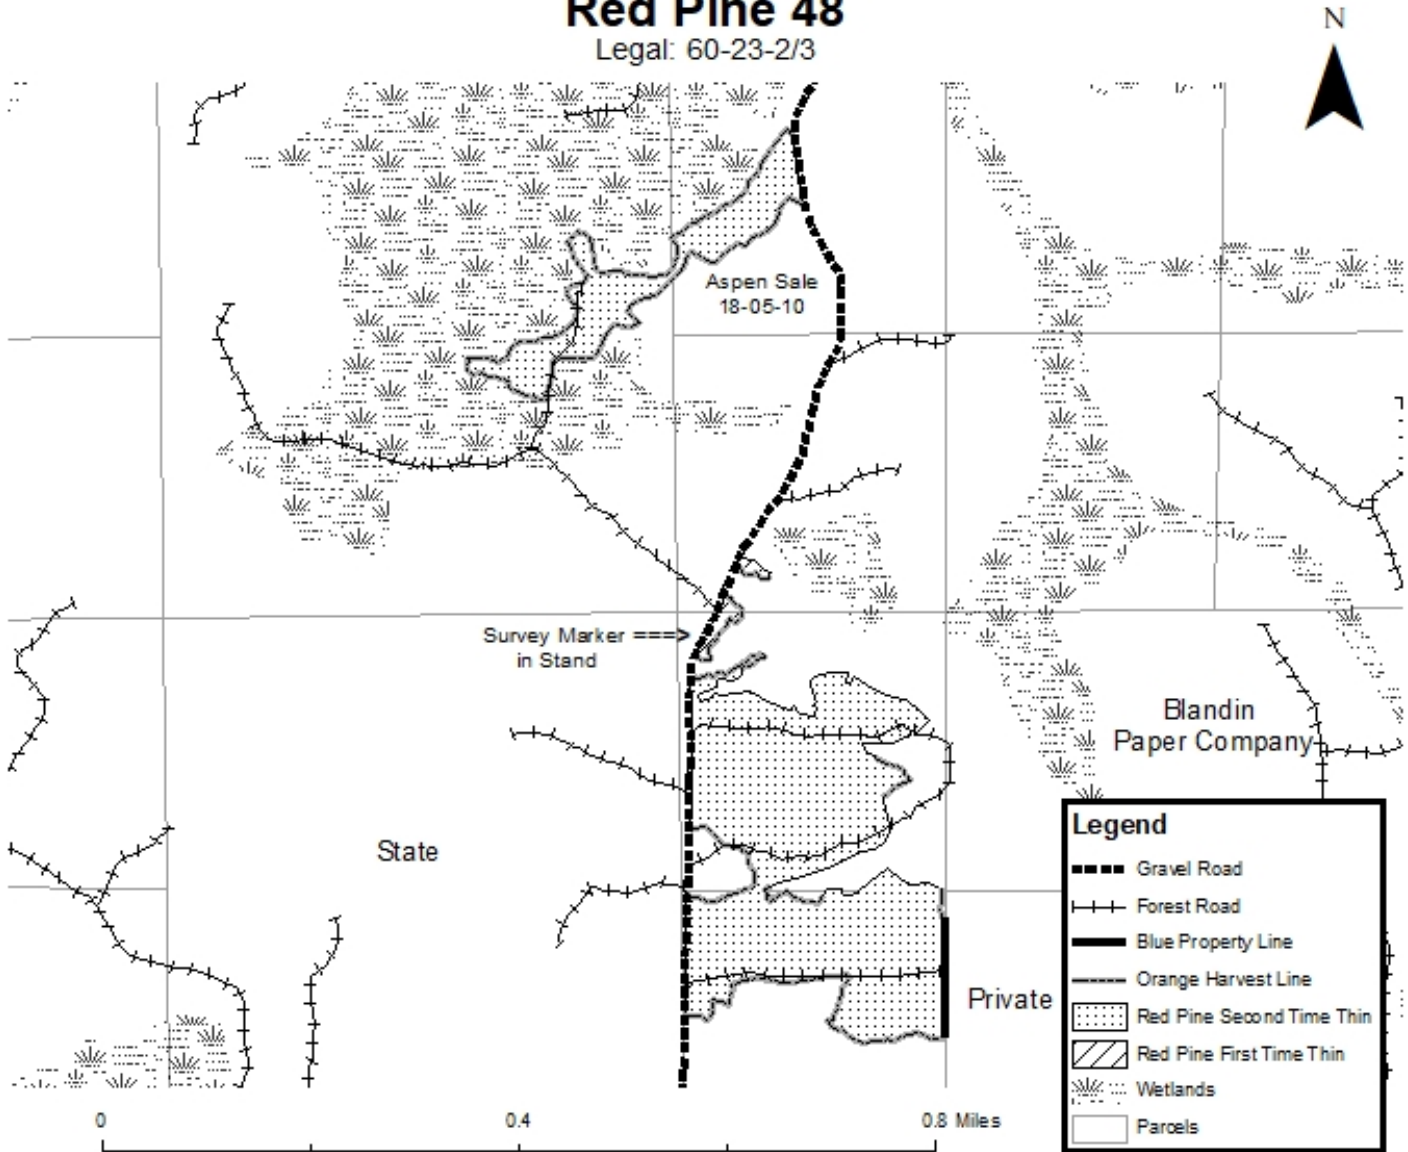 Red Pine 48
Legal: 60-23-2/3
N
Aspen Sale
18-05-10
Survey Marker ===>
in Stand
Blandin
Paper Company
State
Private
Legend
Gravel Road
Forest Road
Blue Property Line
Orange Harvest Line
Red Pine Second Time Thin
Red Pine First Time Thin
Wetlands
Parcels
0 0.4 0.8 Miles